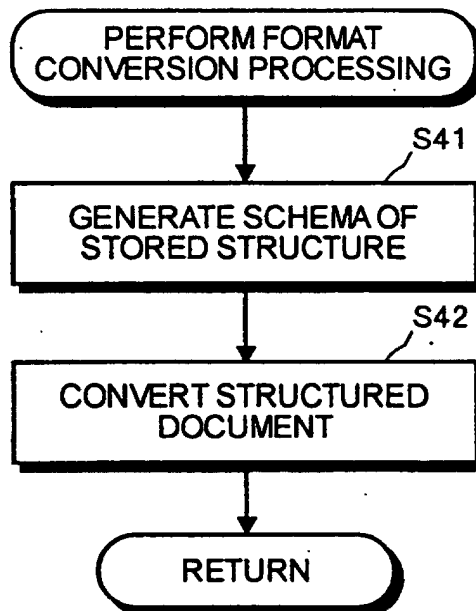 PERFORM FORMAT
CONVERSION PROCESSING
S41
GENERATE SCHEMA OF
STORED STRUCTURE
S42
CONVERT STRUCTURED
DOCUMENT
RETURN